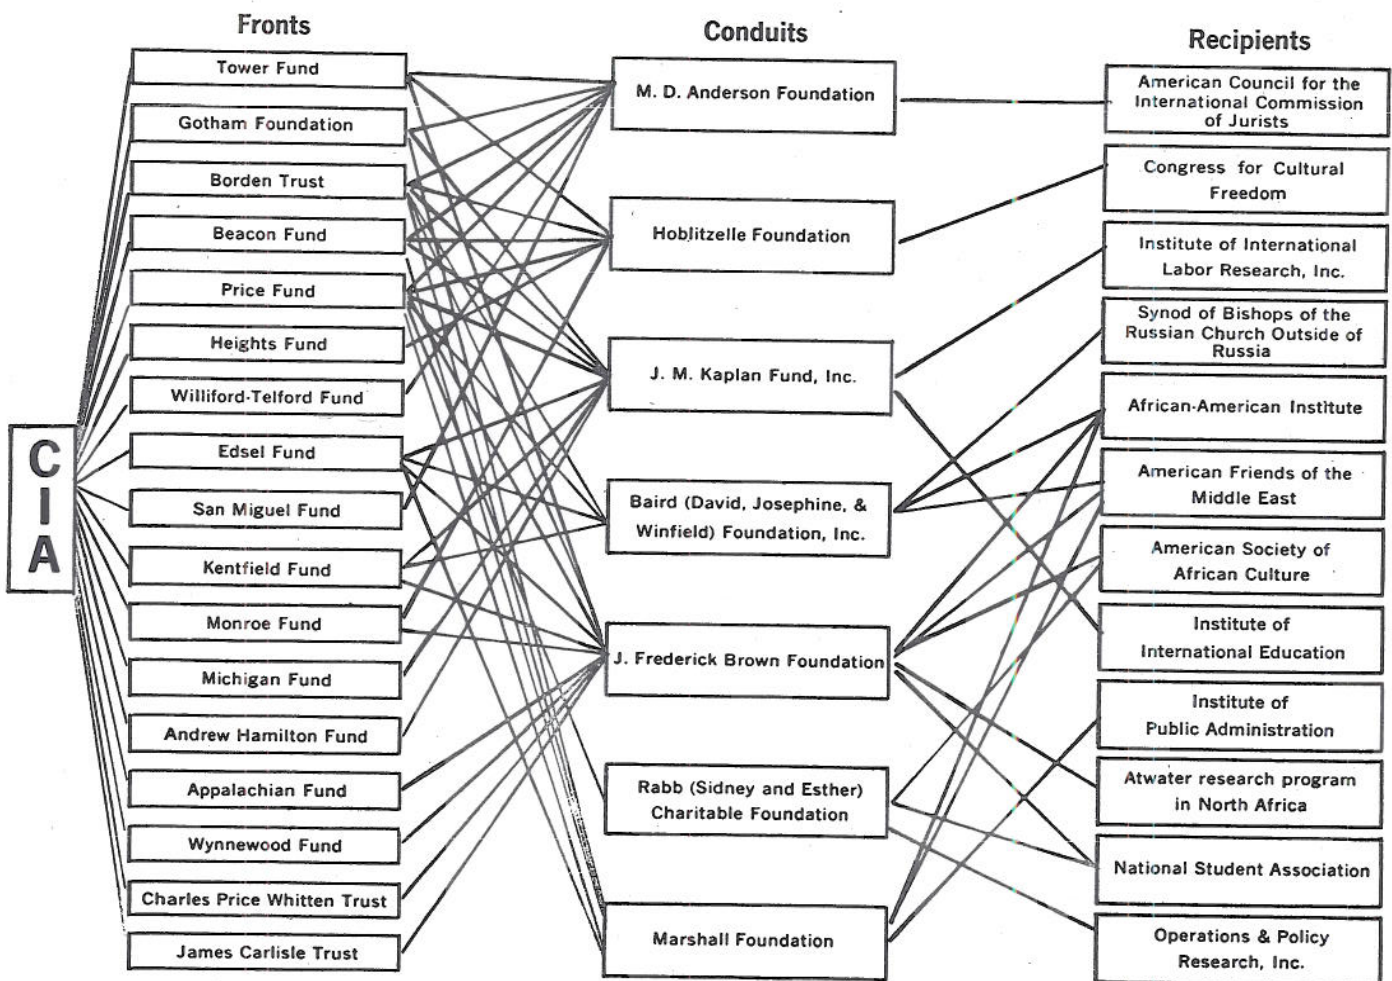 Fronts
Tower Fund
Gotham Foundation
Borden Trust
Beacon Fund
Price Fund
Heights Fund
Williford-Telford Fund
Edsel Fund
San Miguel Fund
Kentfield Fund
Monroe Fund
Michigan Fund
Andrew Hamilton Fund
Appalachian Fund
Wynnewood Fund
Charles Price Whitten Trust
James Carlisle Trust
C
I
A
Conduits
M. D. Anderson Foundation
Hoblitzelle Foundation
J. M. Kaplan Fund, Inc.
Baird (David, Josephine, &
Winfield) Foundation, Inc.
J. Frederick Brown Foundation
Rabb (Sidney and Esther)
Charitable Foundation
Marshall Foundation
Recipients
American Council for the
International Commission
of Jurists
Congress for Cultural
Freedom
Institute of International
Labor Research, Inc.
Synod of Bishops of the
Russian Church Outside of
Russia
African-American Institute
American Friends of the
Middle East
American Society of
African Culture
Institute of
International Education
Institute of
Public Administration
Atwater research program
in North Africa
National Student Association
Operations & Policy
Research, Inc.